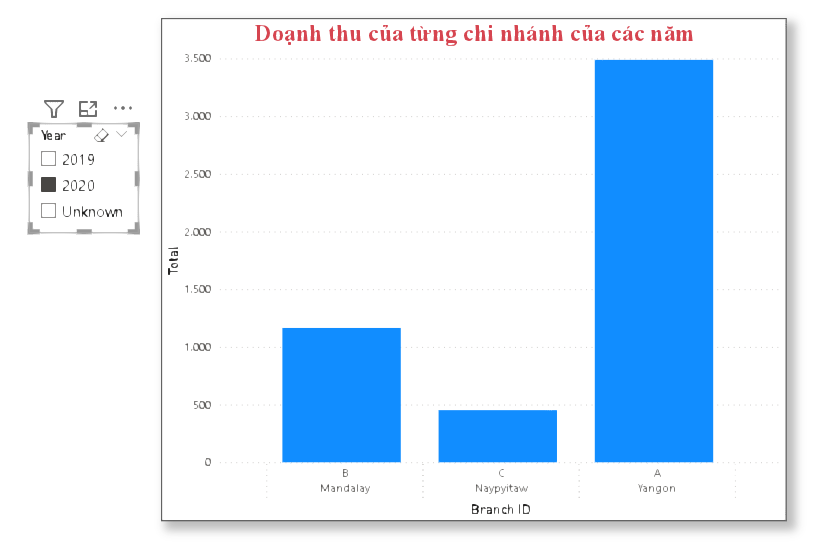 Doạnh thu của từng chi nhánh của các năm
Year
2019
2020
Unknown
Total
3.500
3.000
2.500
2.000
1.500
1.000
500
0
B
Mandalay
C
Naypyitaw
A
Yangon
Branch ID